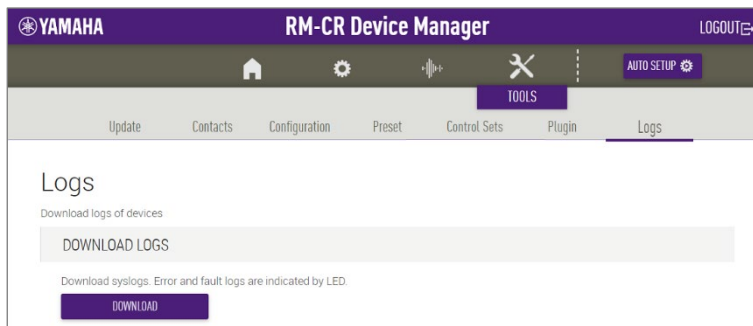 YAMAHA RM-CR Device Manager LOGOUT
AUTO SETUP
TOOLS
Update Contacts Configuration Preset Control Sets Plugin Logs
Logs
Download logs of devices
DOWNLOAD LOGS
Download syslogs. Error and fault logs are indicated by LED.
DOWNLOAD